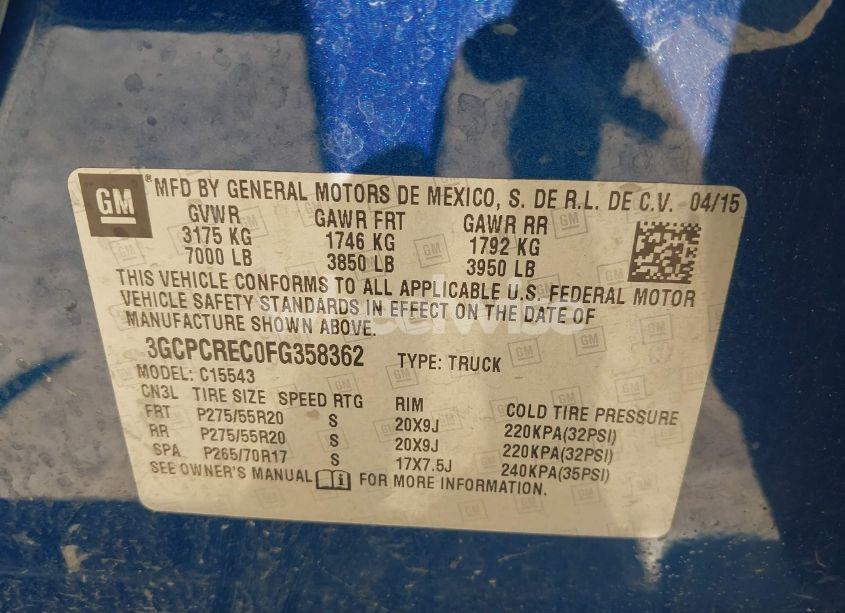 GM ®MFD BY GENERAL MOTORS DE MEXICO, S. DE R.L. DE C.V. 04/15
GVWR GAWR FRT GAWR RR
3175 KG 1746 KG 1792 KG
7000 LB 3850 LB 3950 LB
THIS VEHICLE CONFORMS TO ALL APPLICABLE U.S. FEDERAL MOTOR
VEHICLE SAFETY STANDARDS IN EFFECT ON THE DATE OF
MANUFACTURE SHOWN ABOVE.
3GCPCREC0FG358362 TYPE: TRUCK
MODEL: C15543
CN3L TIRE SIZE SPEED RTG RIM COLD TIRE PRESSURE
FRT P275/55R20 S 20X9J 220KPA(32PSI)
RR P275/55R20 S 20X9J 220KPA(32PSI)
SPA P265/70R17 S 17X7.5J 240KPA(35PSI)
SEE OWNER'S MANUAL FOR MORE INFORMATION.